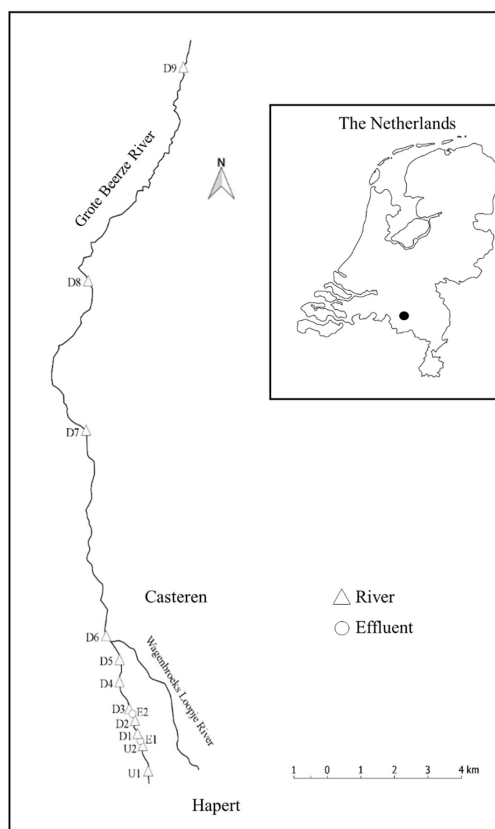 D9
The Netherlands
Grote Beerze River
N
D8
D7
Casteren
River
Effluent
D6
Wagenbroeks Loopje River
D5
D4
D3
E2
D2
D1
E1
U2
U1
1 0 1 2 3 4 km
Hapert